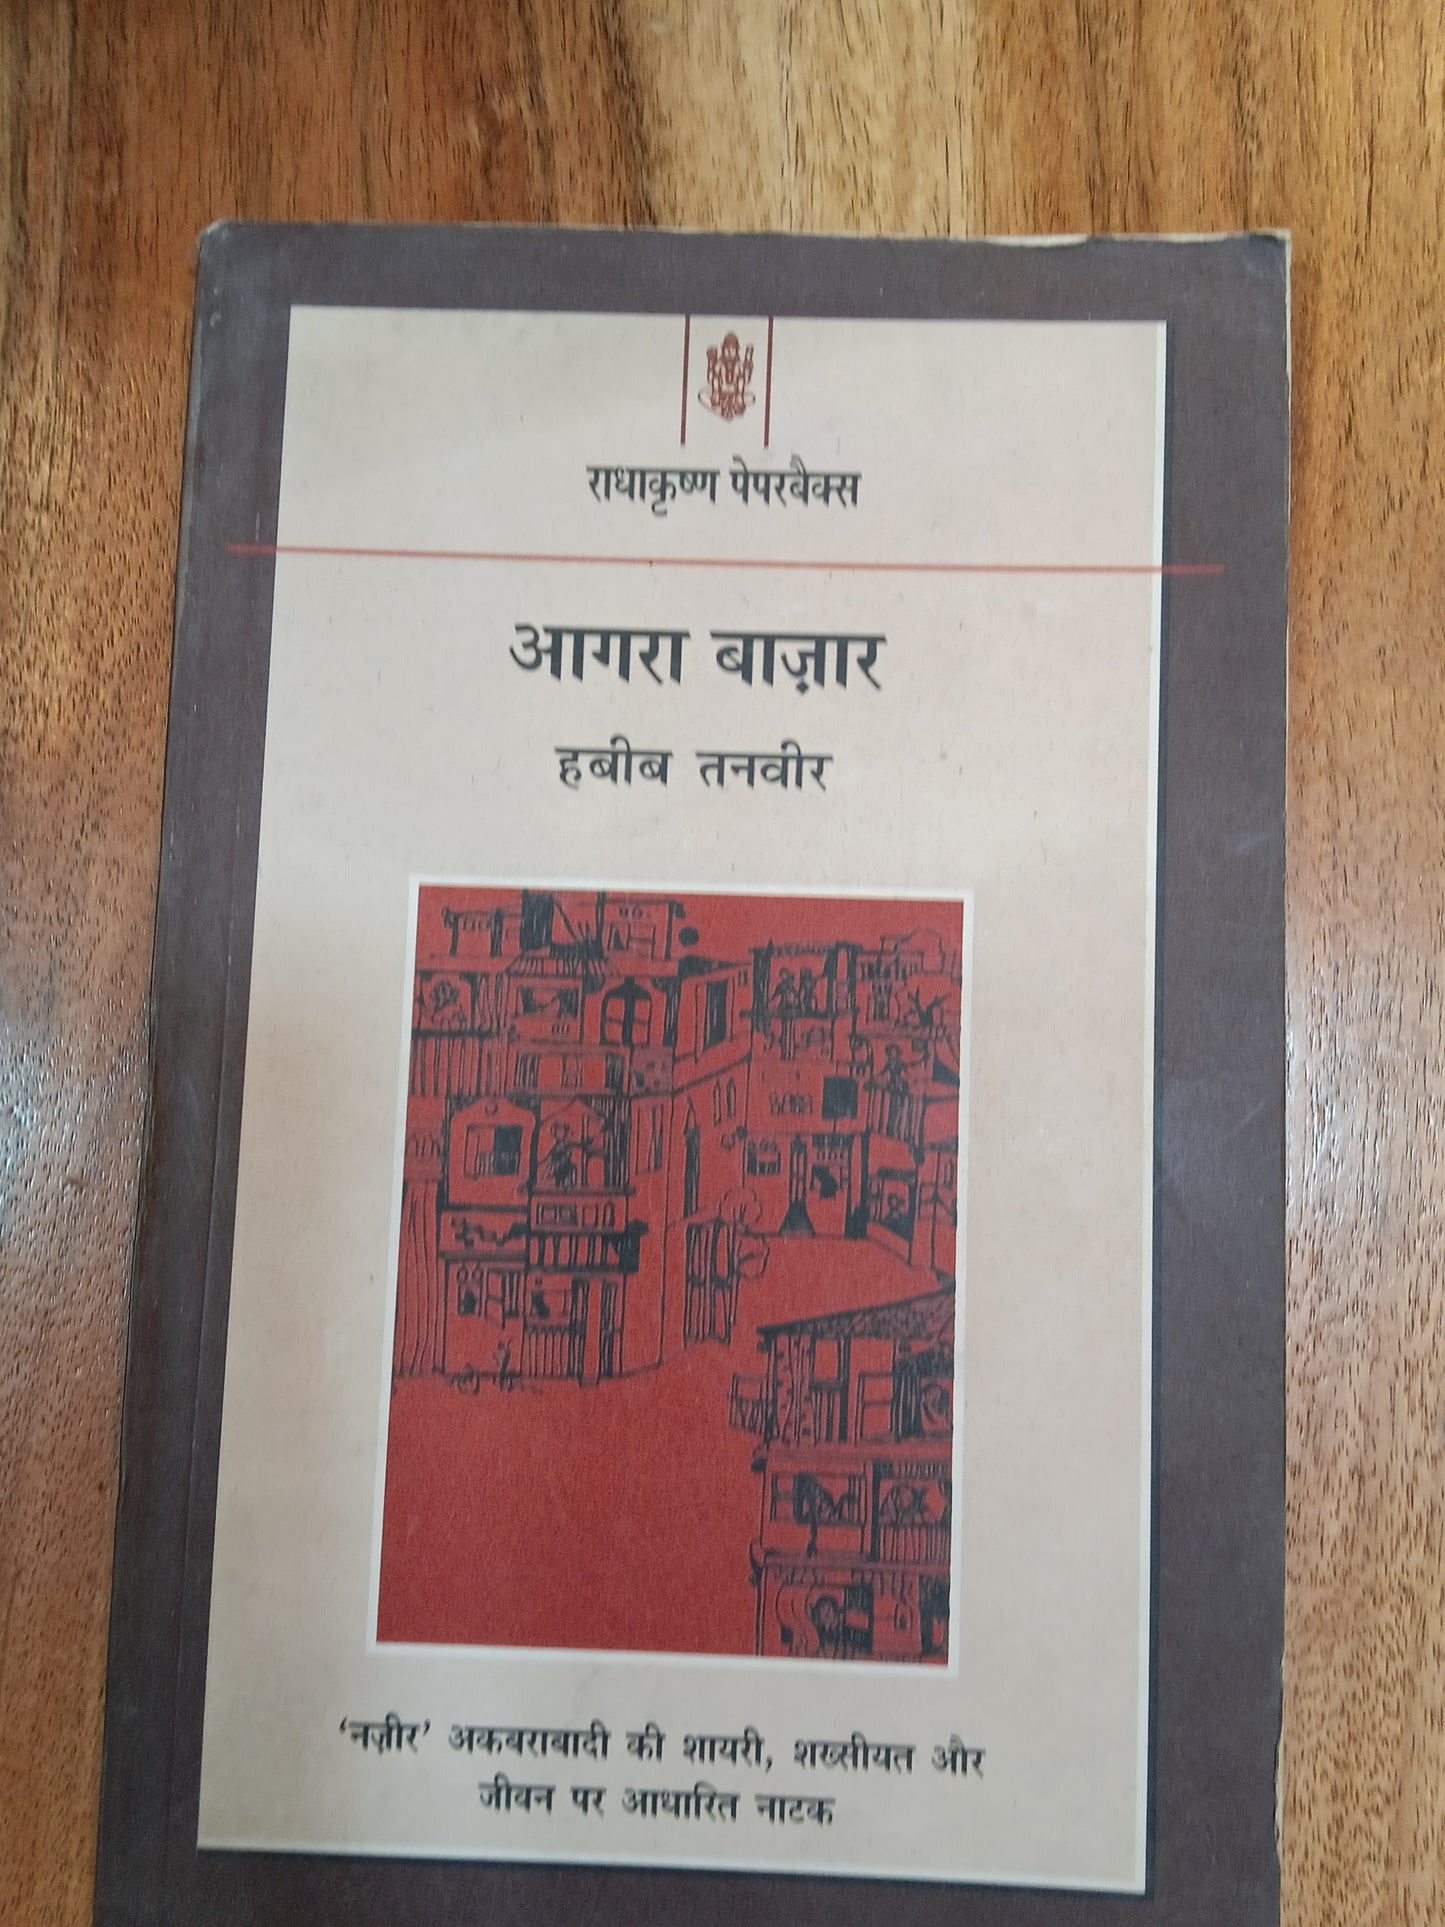 राधाकृष्ण पेपरबैक्स
आगरा बाज़ार
हबीब तनवीर
‘नज़ीर’ अकबराबादी की शायरी, शख्सीयत और
जीवन पर आधारित नाटक